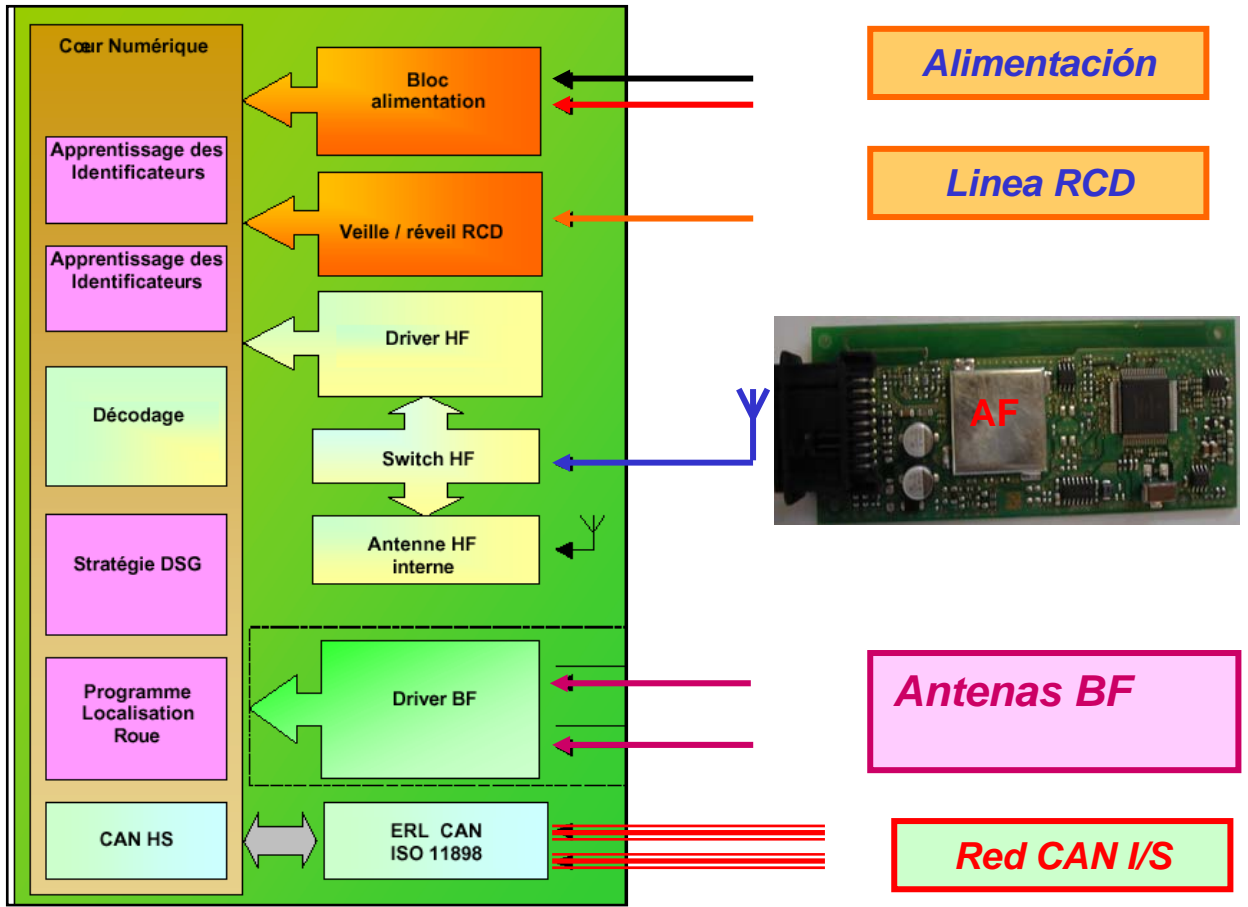 Cœur Numérique
Apprentissage des
Identificateurs
Apprentissage des
Identificateurs
Décodage
Stratégie DSG
Programme
Localisation
Roue
CAN HS
Bloc
alimentation
Veille / réveil RCD
Driver HF
Switch HF
Antenne HF
interne
Driver BF
ERL CAN
ISO 11898
Alimentación
Linea RCD
AF
Antenas BF
Red CAN I/S